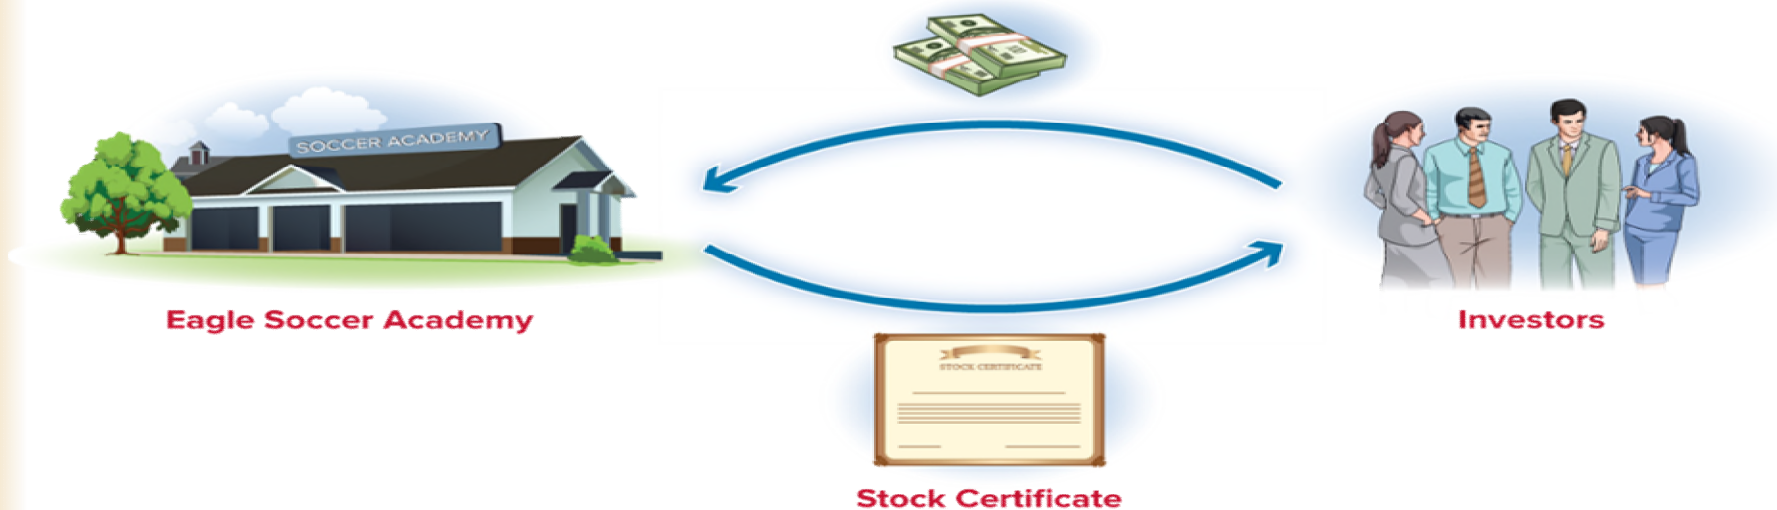 SOCCER ACADEMY
Eagle Soccer Academy
Investors
STOCK CERTIFICATE
Stock Certificate